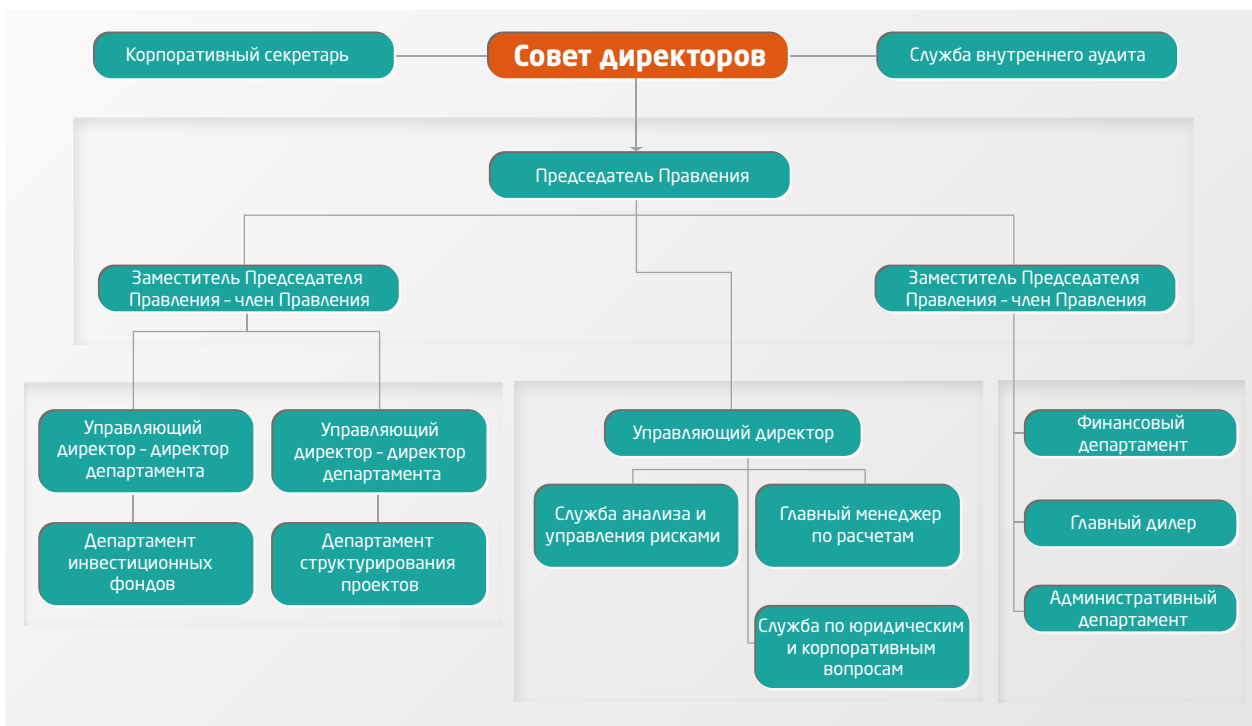 Корпоративный секретарь
Совет директоров
Служба внутреннего аудита
Председатель Правления
Заместитель Председателя
Правления – член Правления
Заместитель Председателя
Правления – член Правления
Управляющий
директор – директор
департамента
Управляющий
директор – директор
департамента
Управляющий директор
Финансовый
департамент
Департамент
инвестиционных
фондов
Департамент
структурирования
проектов
Служба анализа и
управления рисками
Главный менеджер
по расчетам
Главный дилер
Служба по юридическим
и корпоративным
вопросам
Административный
департамент